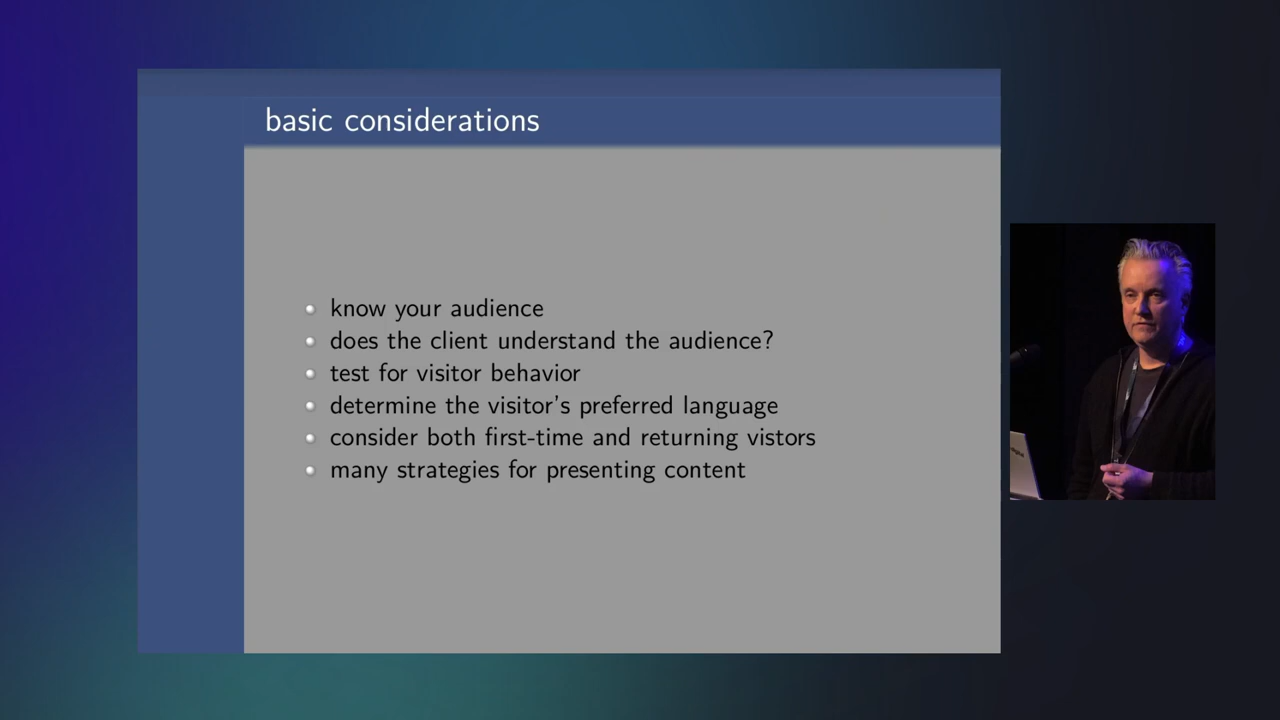 basic considerations
know your audience
does the client understand the audience?
test for visitor behavior
determine the visitor's preferred language
consider both first-time and returning vistors
many strategies for presenting content